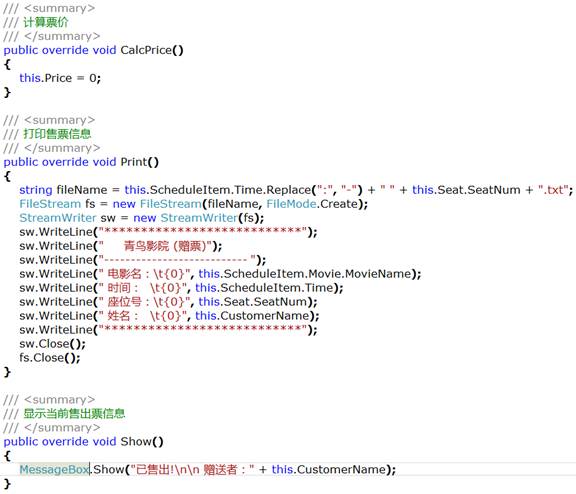 /// <summary>
/// 计算票价
/// </summary>
public override void CalcPrice()
{
    this.Price = 0;
}

/// <summary>
/// 打印售票信息
/// </summary>
public override void Print()
{
    string fileName = this.ScheduleItem.Time.Replace(":", "-") + " " + this.Seat.SeatNum + ".txt";
    FileStream fs = new FileStream(fileName, FileMode.Create);
    StreamWriter sw = new StreamWriter(fs);
    sw.WriteLine("***************************");
    sw.WriteLine("     青鸟影院 (赠票)");
    sw.WriteLine("--------------------------- ");
    sw.WriteLine(" 电影名：\t{0}", this.ScheduleItem.Movie.MovieName);
    sw.WriteLine(" 时间：  \t{0}", this.ScheduleItem.Time);
    sw.WriteLine(" 座位号：\t{0}", this.Seat.SeatNum);
    sw.WriteLine(" 姓名：  \t{0}", this.CustomerName);
    sw.WriteLine("***************************");
    sw.Close();
    fs.Close();
}

/// <summary>
/// 显示当前售出票信息
/// </summary>
public override void Show()
{
    MessageBox.Show("已售出!\n\n 赠送者：" + this.CustomerName);
}